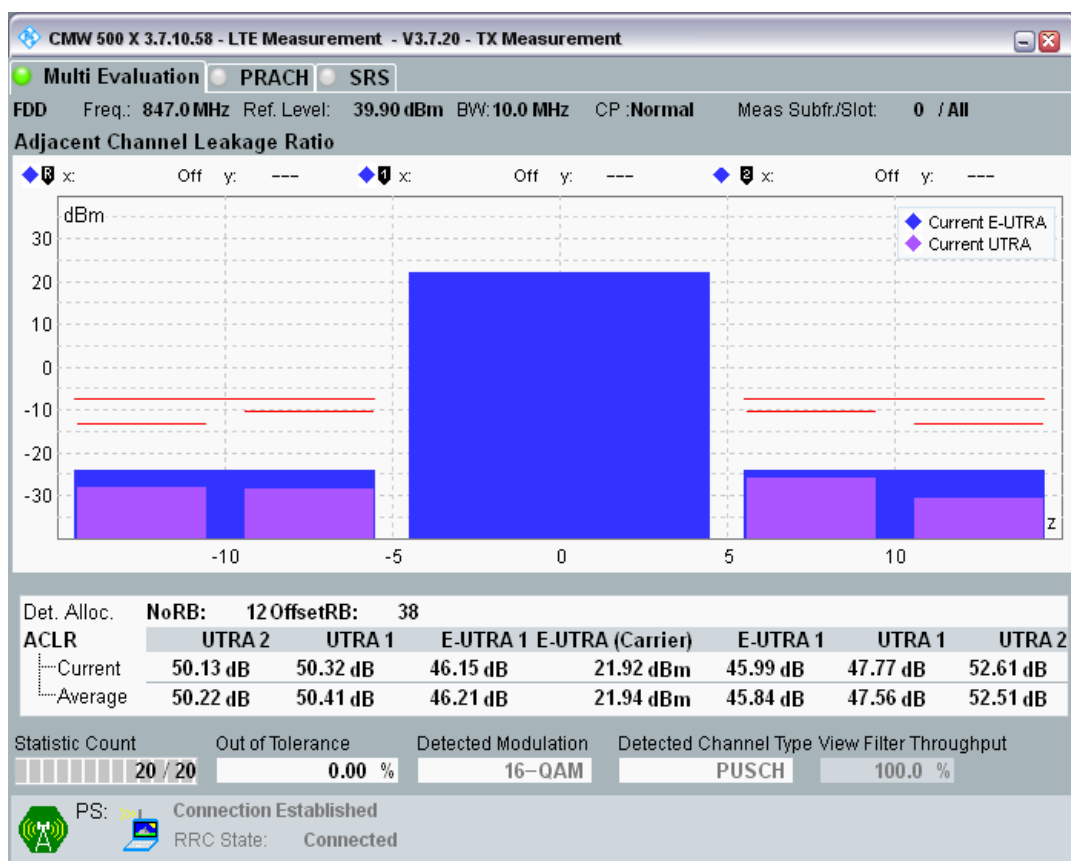 CMW 500 X 3.7.10.58 - LTE Measurement - V3.7.20 - TX Measurement
Multi Evaluation PRACH SRS
FDD Freq.: 847.0 MHz Ref. Level: 39.90 dBm BW: 10.0 MHz CP :Normal Meas Subfr./Slot: 0 / All
Adjacent Channel Leakage Ratio
R x: Off y: --- 1 x: Off y: --- 2 x: Off y: ---
dBm
Current E-UTRA
Current UTRA
30
20
10
0
-10
-20
-30
z
-10 -5 0 5 10
Det. Alloc. NoRB: 12 OffsetRB: 38
ACLR UTRA 2 UTRA 1 E-UTRA 1 E-UTRA (Carrier) E-UTRA 1 UTRA 1 UTRA 2
Current 50.13 dB 50.32 dB 46.15 dB 21.92 dBm 45.99 dB 47.77 dB 52.61 dB
Average 50.22 dB 50.41 dB 46.21 dB 21.94 dBm 45.84 dB 47.56 dB 52.51 dB
Statistic Count Out of Tolerance Detected Modulation Detected Channel Type View Filter Throughput
20 / 20 0.00 % 16-QAM PUSCH 100.0 %
PS: Connection Established
RRC State: Connected